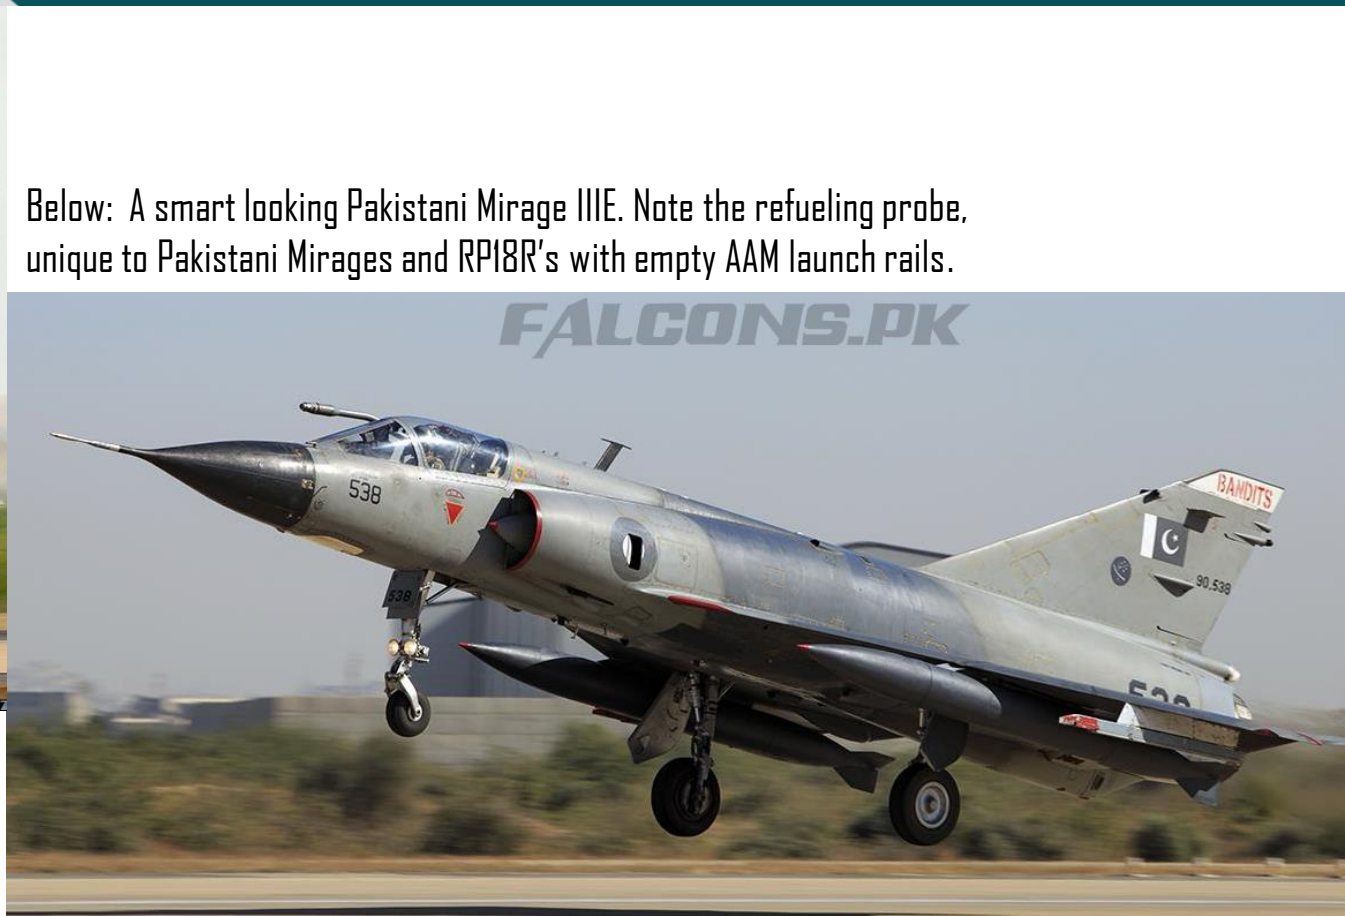 Below:  A smart looking Pakistani Mirage IIIE. Note the refueling probe,
unique to Pakistani Mirages and RP18R's with empty AAM launch rails.
FALCONS.PK
BANDITS
538
90.538
538